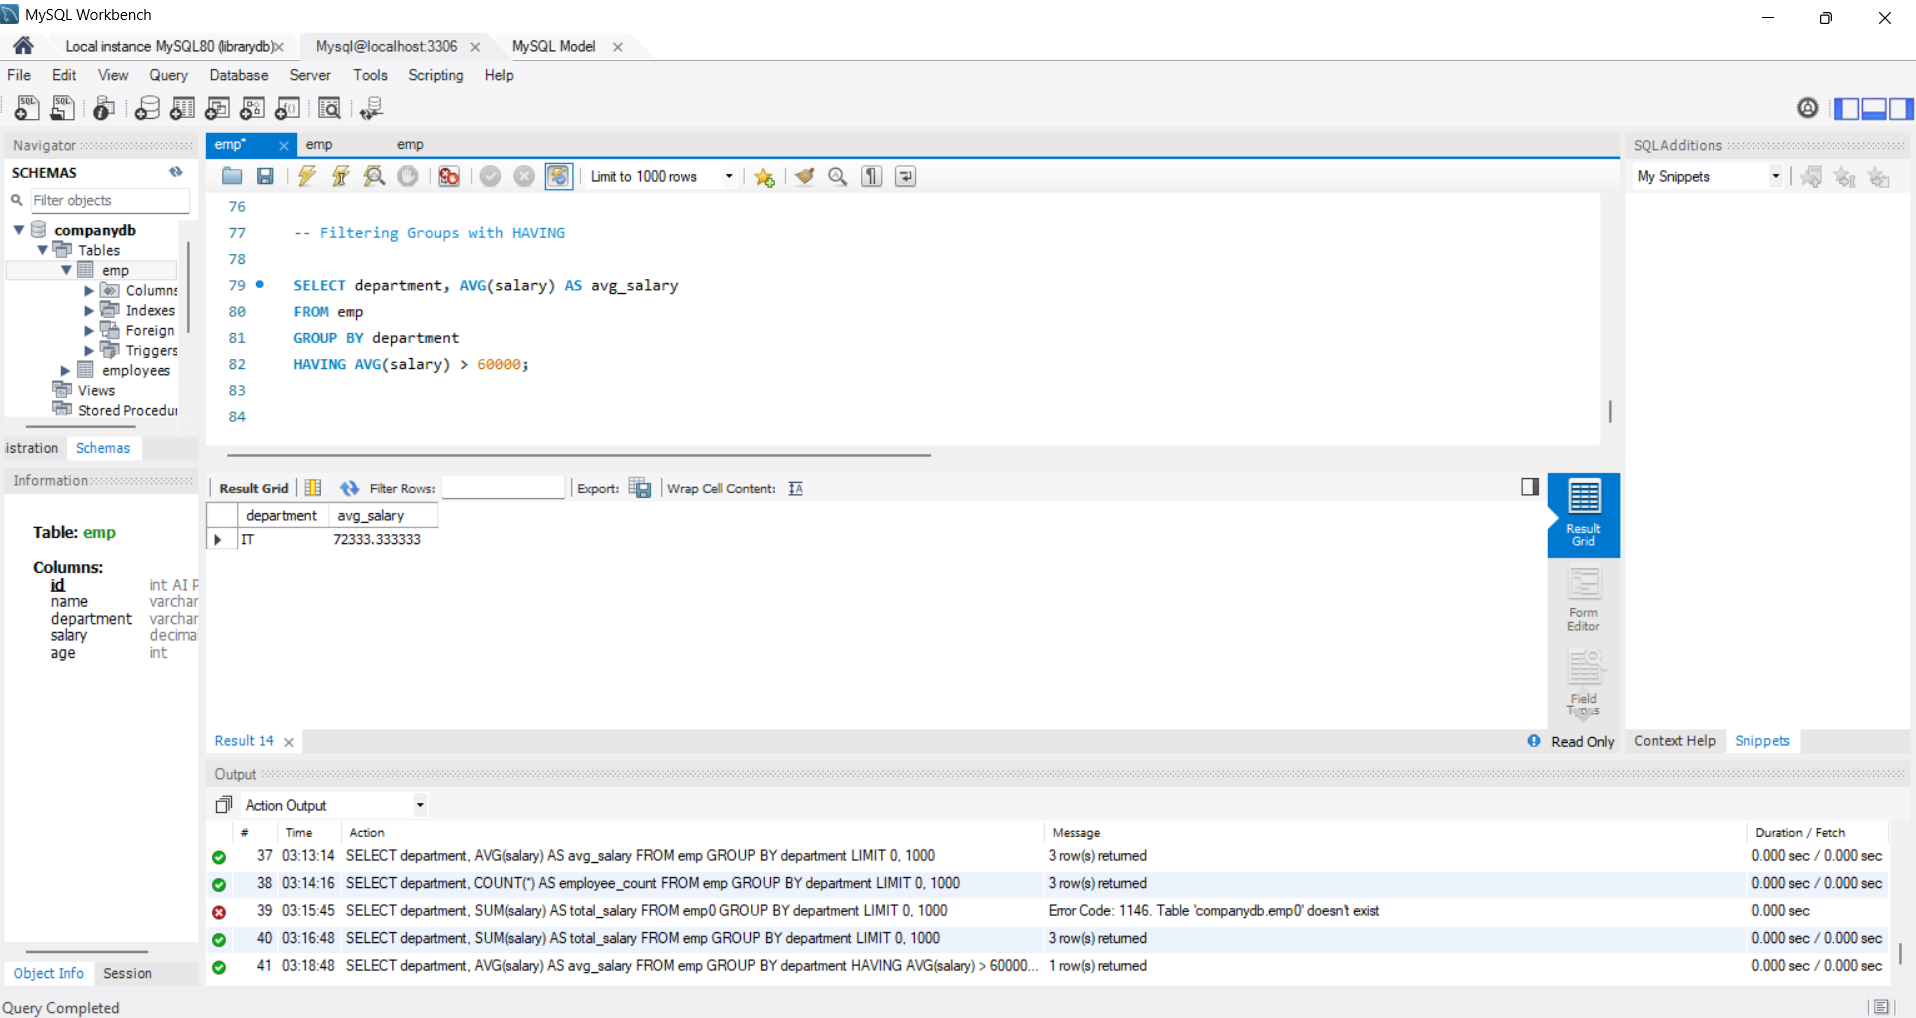 MySQL Workbench
Local instance MySQL80 (librarydb)
Mysql@localhost:3306
MySQL Model
File Edit View Query Database Server Tools Scripting Help
Navigator
SCHEMAS
Filter objects
companydb
Tables
emp
Columns
Indexes
Foreign
Triggers
employees
Views
Stored Procedu
istration Schemas
Information
Table: emp
Columns:
id int AI P
name varchar
department varchar
salary decima
age int
Object Info Session
Query Completed
emp* emp emp
Limit to 1000 rows
76
77 -- Filtering Groups with HAVING
78
79 SELECT department, AVG(salary) AS avg_salary
80 FROM emp
81 GROUP BY department
82 HAVING AVG(salary) > 60000;
83
84
Result Grid Filter Rows: Export: Wrap Cell Content:
department avg_salary
IT 72333.333333
Result Grid
Form Editor
Field Types
Result 14
Read Only
SQLAdditions
My Snippets
Context Help Snippets
Output
Action Output
# Time Action Message Duration / Fetch
37 03:13:14 SELECT department, AVG(salary) AS avg_salary FROM emp GROUP BY department LIMIT 0, 1000 3 row(s) returned 0.000 sec / 0.000 sec
38 03:14:16 SELECT department, COUNT(*) AS employee_count FROM emp GROUP BY department LIMIT 0, 1000 3 row(s) returned 0.000 sec / 0.000 sec
39 03:15:45 SELECT department, SUM(salary) AS total_salary FROM emp0 GROUP BY department LIMIT 0, 1000 Error Code: 1146. Table 'companydb.emp0' doesn't exist 0.000 sec
40 03:16:48 SELECT department, SUM(salary) AS total_salary FROM emp GROUP BY department LIMIT 0, 1000 3 row(s) returned 0.000 sec / 0.000 sec
41 03:18:48 SELECT department, AVG(salary) AS avg_salary FROM emp GROUP BY department HAVING AVG(salary) > 60000... 1 row(s) returned 0.000 sec / 0.000 sec